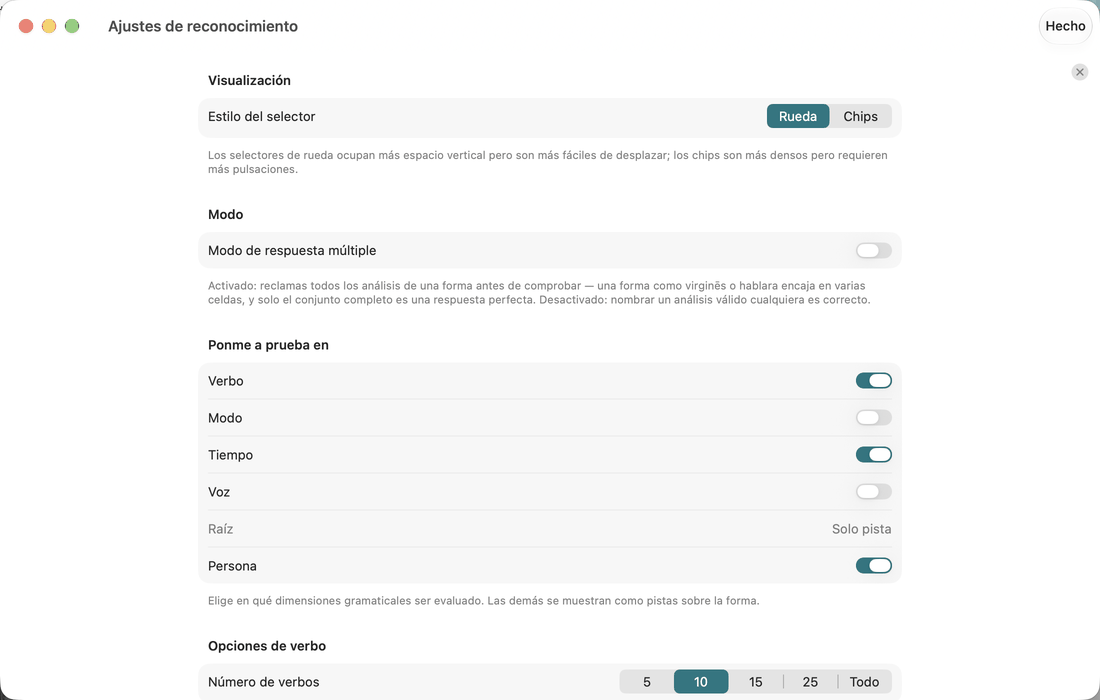 Ajustes de reconocimiento
Hecho
Visualización
Estilo del selector
Rueda
Chips
Los selectores de rueda ocupan más espacio vertical pero son más fáciles de desplazar; los chips son más densos pero requieren
más pulsaciones.
Modo
Modo de respuesta múltiple
Activado: reclamas todos los análisis de una forma antes de comprobar — una forma como virginēs o hablara encaja en varias
celdas, y solo el conjunto completo es una respuesta perfecta. Desactivado: nombrar un análisis válido cualquiera es correcto.
Ponme a prueba en
Verbo
Modo
Tiempo
Voz
Raíz
Solo pista
Persona
Elige en qué dimensiones gramaticales ser evaluado. Las demás se muestran como pistas sobre la forma.
Opciones de verbo
Número de verbos
5
10
15
25
Todo